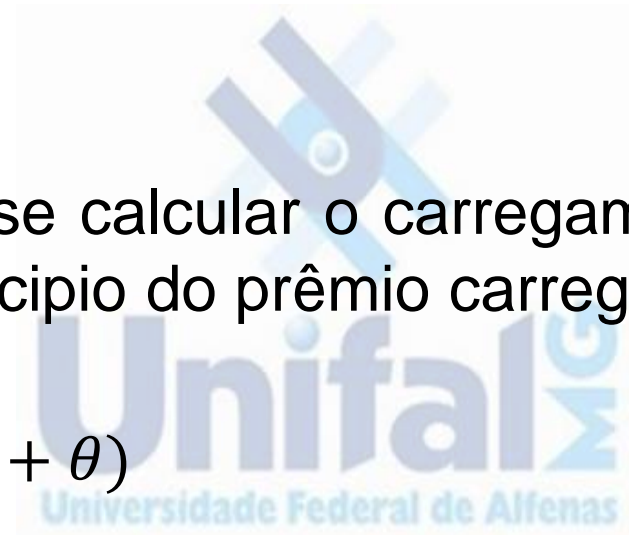 se calcular o carregam
cipio do prêmio carreg
+ θ)
Unifal MG
Universidade Federal de Alfenas